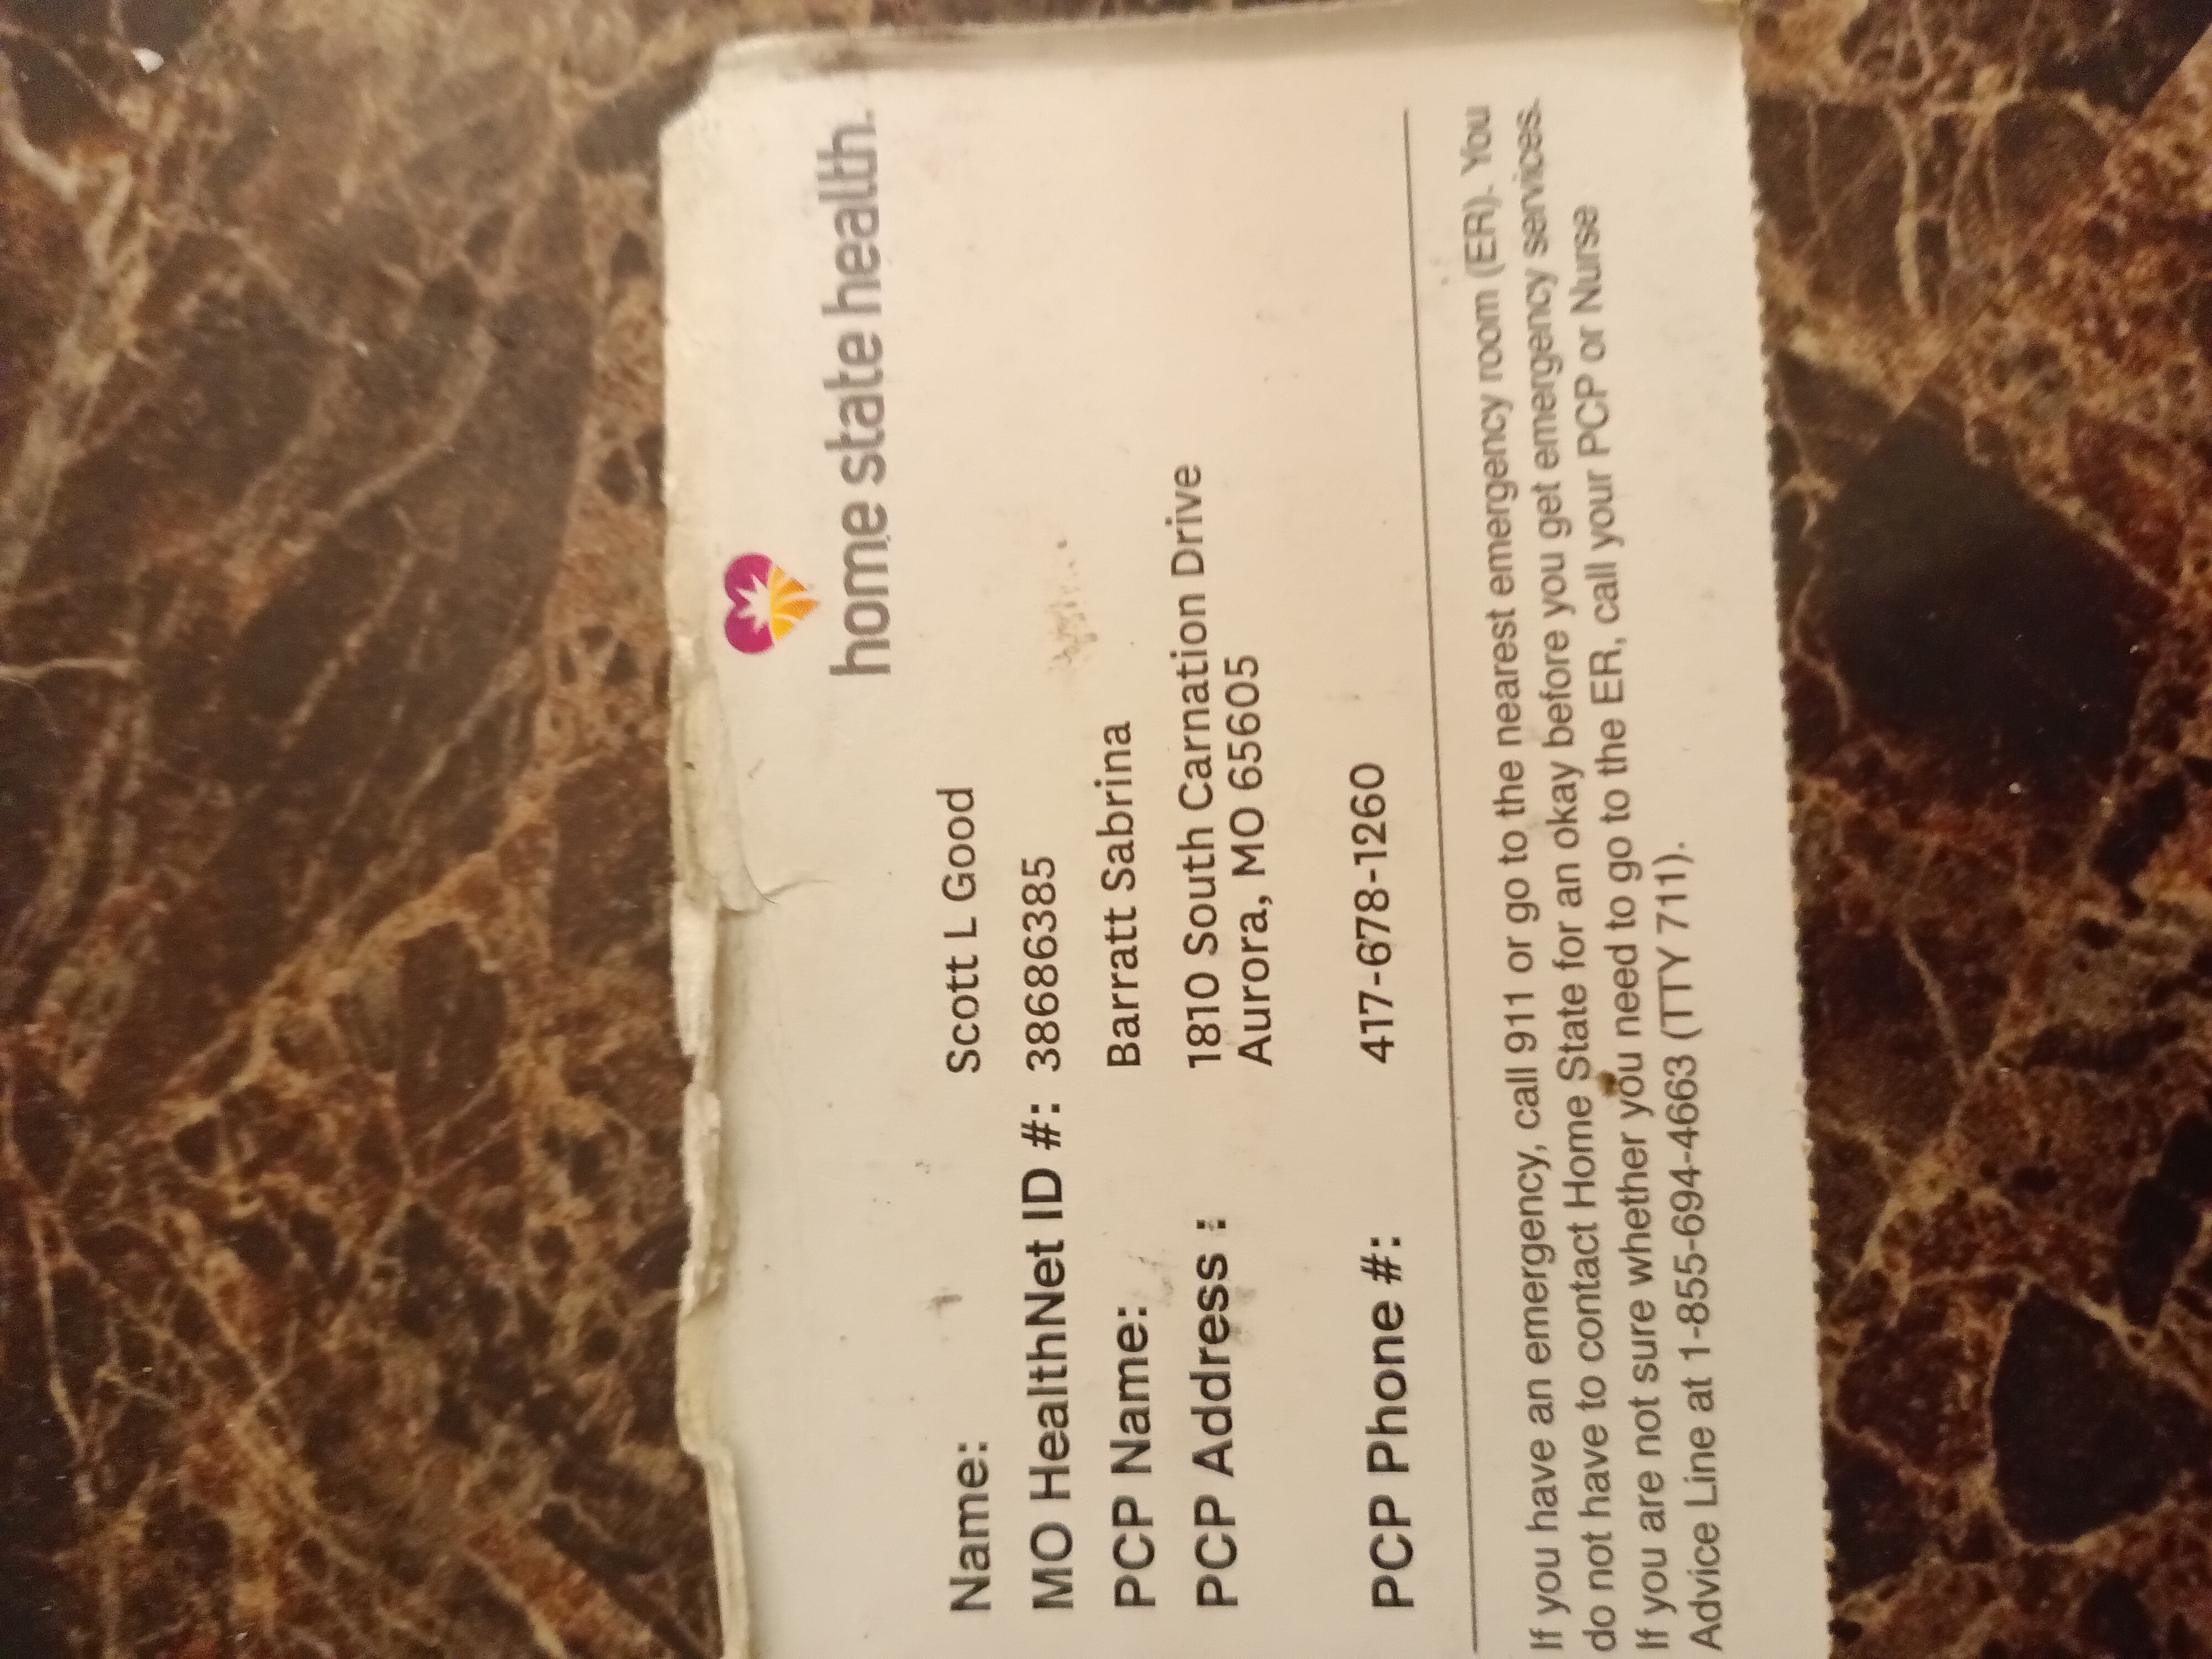 home state health.
Name: Scott L Good
MO HealthNet ID #: 38686385
PCP Name: Barratt Sabrina
PCP Address : 1810 South Carnation Drive
Aurora, MO 65605
PCP Phone #: 417-678-1260
If you have an emergency, call 911 or go to the nearest emergency room (ER). You
do not have to contact Home State for an okay before you get emergency services.
If you are not sure whether you need to go to the ER, call your PCP or Nurse
Advice Line at 1-855-694-4663 (TTY 711).